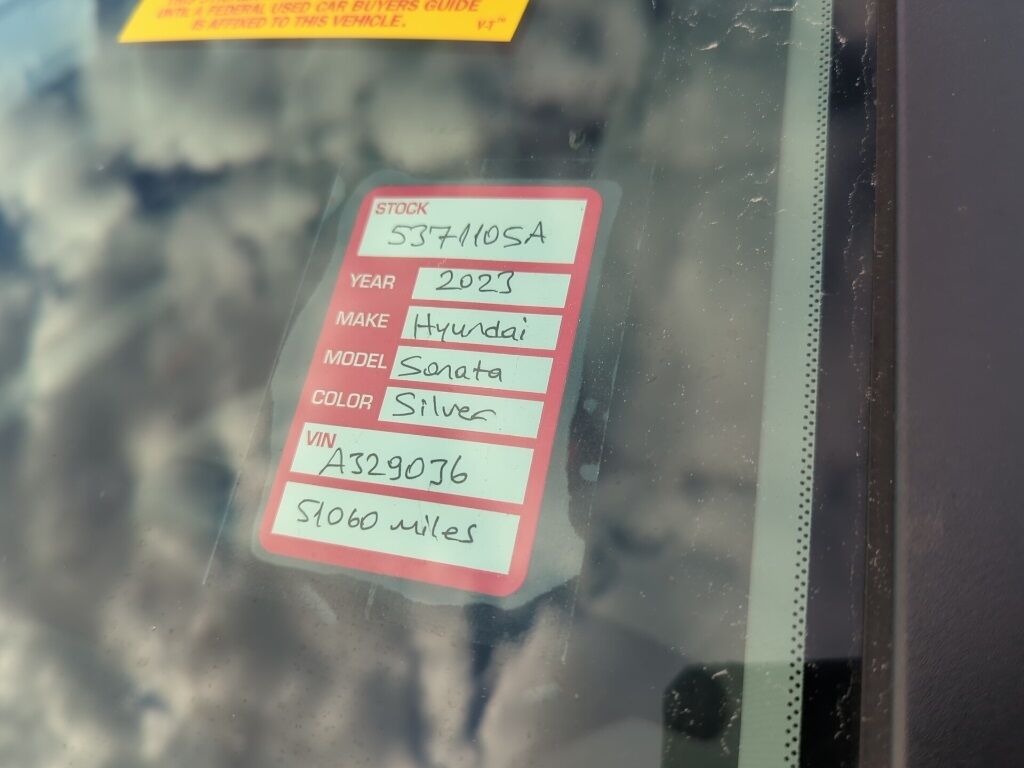 UNTIL A FEDERAL USED CAR BUYERS GUIDE
IS AFFIXED TO THIS VEHICLE.
Y-T™
STOCK
537110SA
YEAR 2023
MAKE Hyundai
MODEL Sonata
COLOR Silver
VIN
A329036
51060 miles